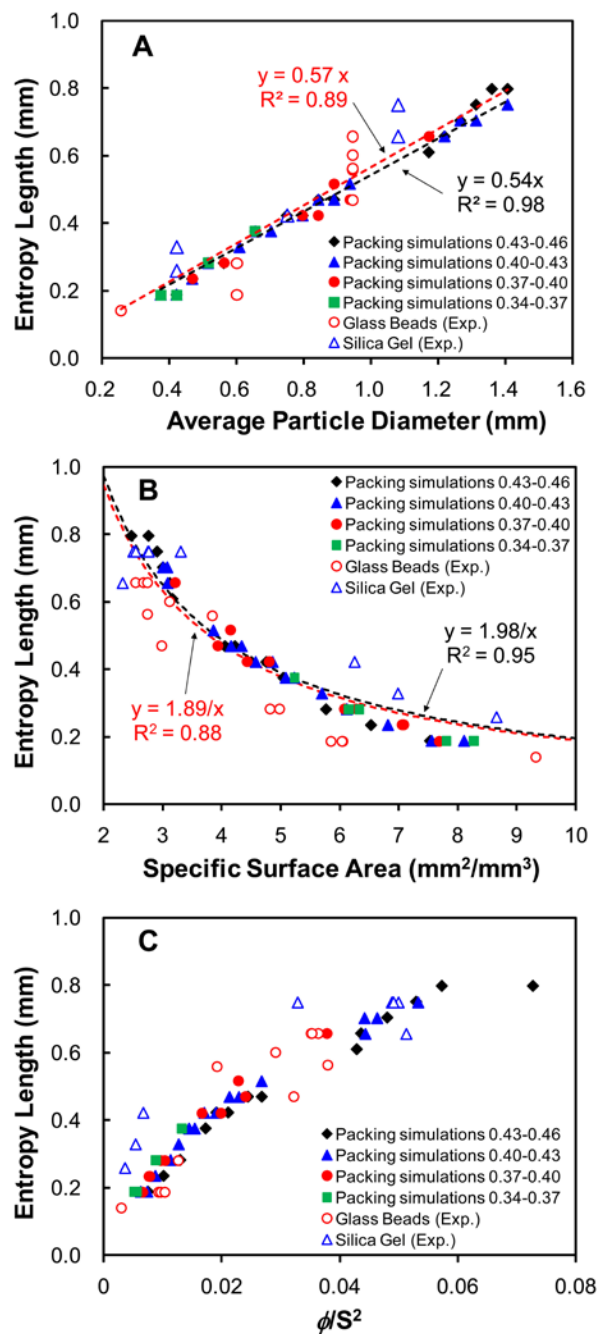 A
Entropy Legnth (mm)
1.0
0.8
0.6
0.4
0.2
0.0
y = 0.57 x
R² = 0.89
y = 0.54x
R² = 0.98
Packing simulations 0.43-0.46
Packing simulations 0.40-0.43
Packing simulations 0.37-0.40
Packing simulations 0.34-0.37
Glass Beads (Exp.)
Silica Gel (Exp.)
0.2 0.4 0.6 0.8 1.0 1.2 1.4 1.6
Average Particle Diameter (mm)
B
Entropy Length (mm)
1.0
0.8
0.6
0.4
0.2
0.0
Packing simulations 0.43-0.46
Packing simulations 0.40-0.43
Packing simulations 0.37-0.40
Packing simulations 0.34-0.37
Glass Beads (Exp.)
Silica Gel (Exp.)
y = 1.98/x
R² = 0.95
y = 1.89/x
R² = 0.88
2 3 4 5 6 7 8 9 10
Specific Surface Area (mm²/mm³)
C
Entropy Length (mm)
1.0
0.8
0.6
0.4
0.2
0.0
Packing simulations 0.43-0.46
Packing simulations 0.40-0.43
Packing simulations 0.37-0.40
Packing simulations 0.34-0.37
Glass Beads (Exp.)
Silica Gel (Exp.)
0 0.02 0.04 0.06 0.08
ϕ/S²